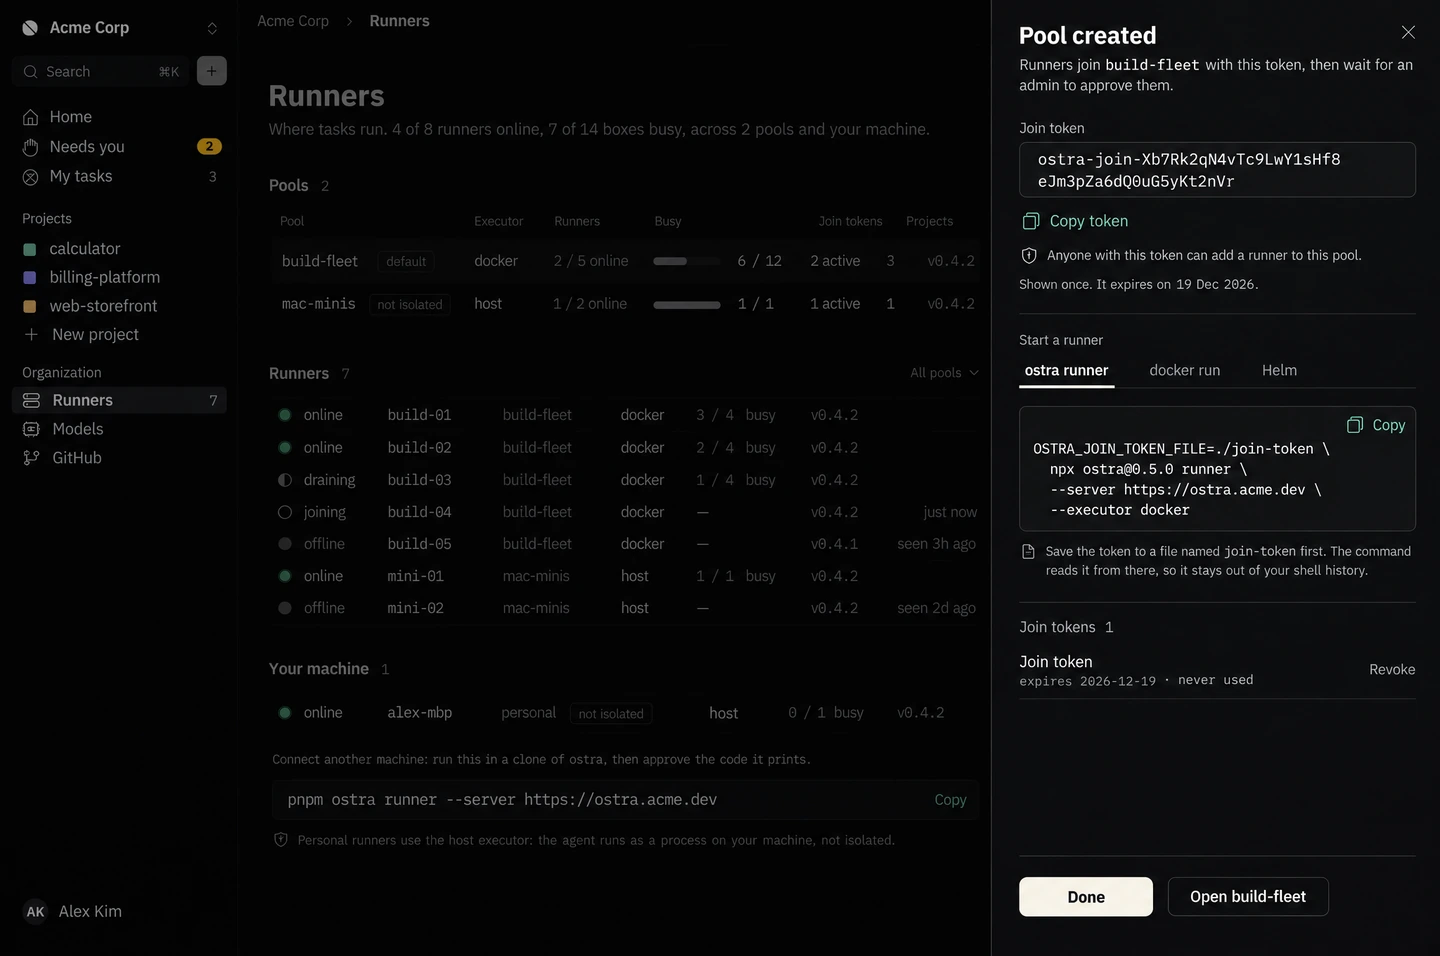 Acme Corp
Search ⌘K +
Home
Needs you 2
My tasks 3
Projects
calculator
billing-platform
web-storefront
+ New project
Organization
Runners 7
Models
GitHub
AK Alex Kim
Acme Corp > Runners
Runners
Where tasks run. 4 of 8 runners online, 7 of 14 boxes busy, across 2 pools and your machine.
Pools 2
Pool Executor Runners Busy Join tokens Projects
build-fleet default docker 2 / 5 online 6 / 12 2 active 3 v0.4.2
mac-minis not isolated host 1 / 2 online 1 / 1 1 active 1 v0.4.2
Runners 7 All pools
online build-01 build-fleet docker 3 / 4 busy v0.4.2
online build-02 build-fleet docker 2 / 4 busy v0.4.2
draining build-03 build-fleet docker 1 / 4 busy v0.4.2
joining build-04 build-fleet docker — v0.4.2 just now
offline build-05 build-fleet docker — v0.4.1 seen 3h ago
online mini-01 mac-minis host 1 / 1 busy v0.4.2
offline mini-02 mac-minis host — v0.4.2 seen 2d ago
Your machine 1
online alex-mbp personal not isolated host 0 / 1 busy v0.4.2
Connect another machine: run this in a clone of ostra, then approve the code it prints.
pnpm ostra runner --server https://ostra.acme.dev Copy
Personal runners use the host executor: the agent runs as a process on your machine, not isolated.
Pool created
Runners join build-fleet with this token, then wait for an
admin to approve them.
Join token
ostra-join-Xb7Rk2qN4vTc9LwY1sHf8
eJm3pZa6dQ0uG5yKt2nVr
Copy token
Anyone with this token can add a runner to this pool.
Shown once. It expires on 19 Dec 2026.
Start a runner
ostra runner docker run Helm
Copy
OSTRA_JOIN_TOKEN_FILE=./join-token \
npx ostra@0.5.0 runner \
--server https://ostra.acme.dev \
--executor docker
Save the token to a file named join-token first. The command
reads it from there, so it stays out of your shell history.
Join tokens 1
Join token
expires 2026-12-19 · never used
Revoke
Done Open build-fleet